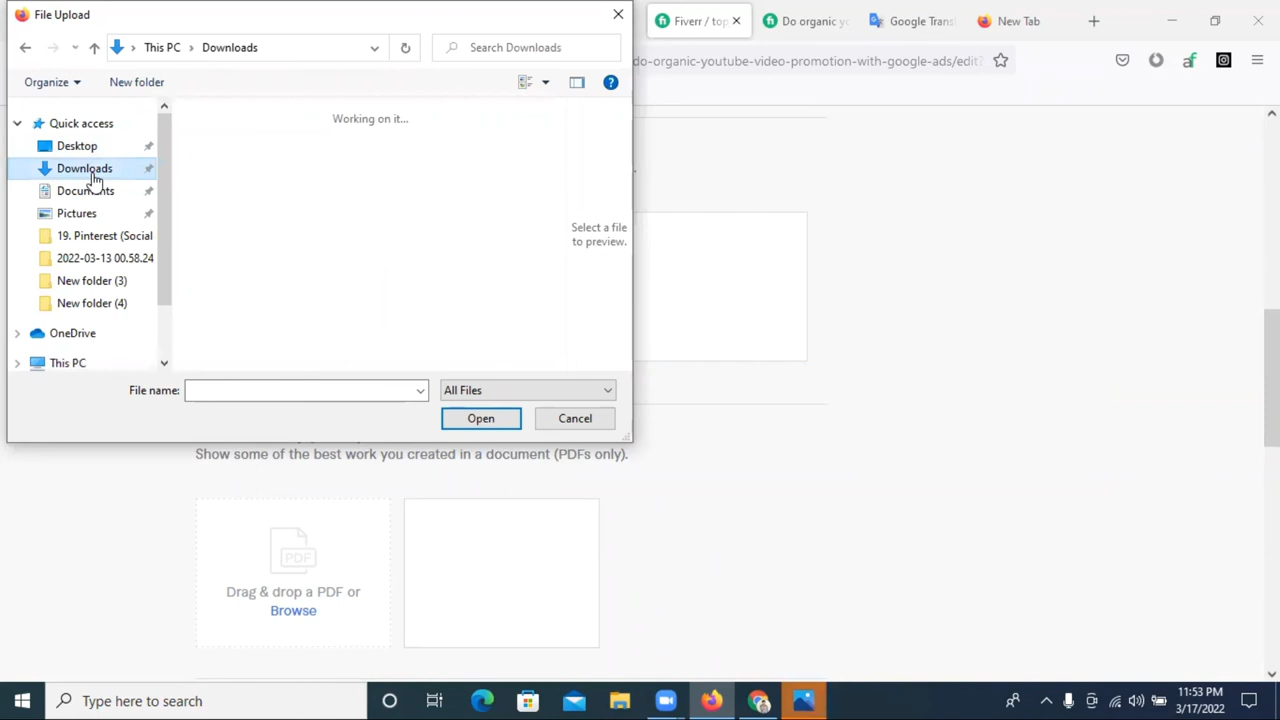 File Upload
This PC
Downloads
Search Downloads
Organize
New folder
Quick access
Desktop
Downloads
Documents
Pictures
19. Pinterest (Social
2022-03-13 00.58.24
New folder (3)
New folder (4)
OneDrive
This PC
Working on it...
Select a file
to preview.
File name:
All Files
Open
Cancel
Fiverr / top
Do organic yo
Google Trans
New Tab
do-organic-youtube-video-promotion-with-google-ads/edit?
Show some of the best work you created in a document (PDFs only).
PDF
Drag & drop a PDF or
Browse
Type here to search
11:53 PM
3/17/2022